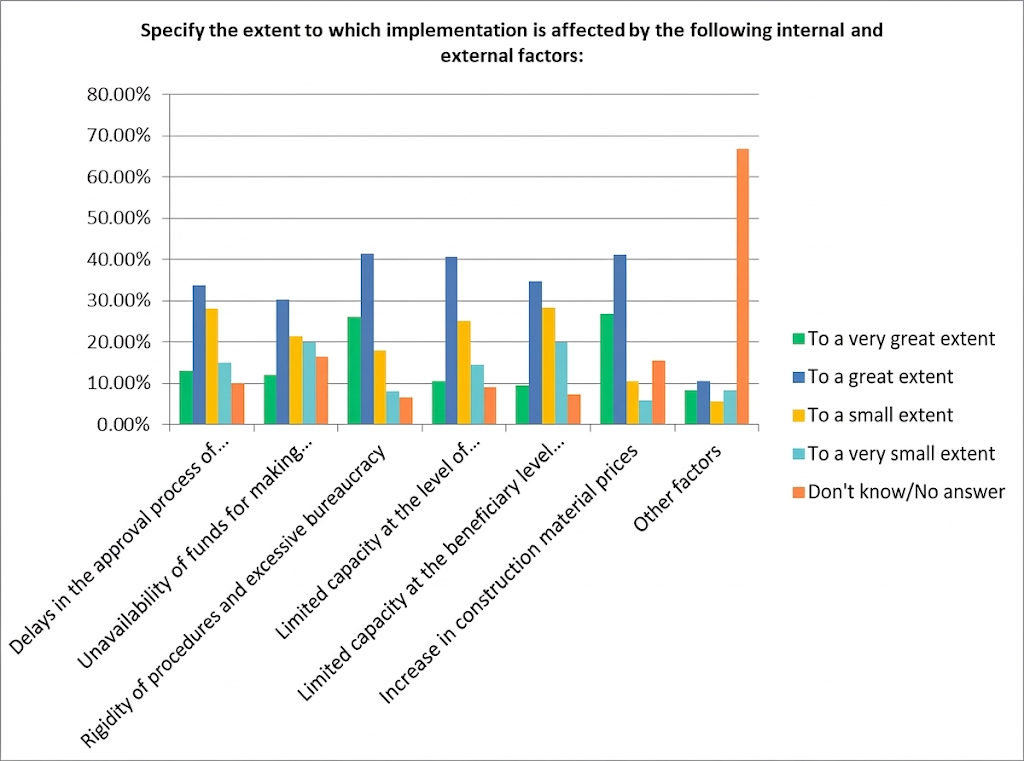 Specify the extent to which implementation is affected by the following internal and
external factors:
80.00%
70.00%
60.00%
50.00%
40.00%
30.00%
20.00%
10.00%
0.00%
Delays in the approval process of...
Unavailability of funds for making...
Rigidity of procedures and excessive bureaucracy
Limited capacity at the level of...
Limited capacity at the beneficiary level...
Increase in construction material prices
Other factors
To a very great extent
To a great extent
To a small extent
To a very small extent
Don't know/No answer